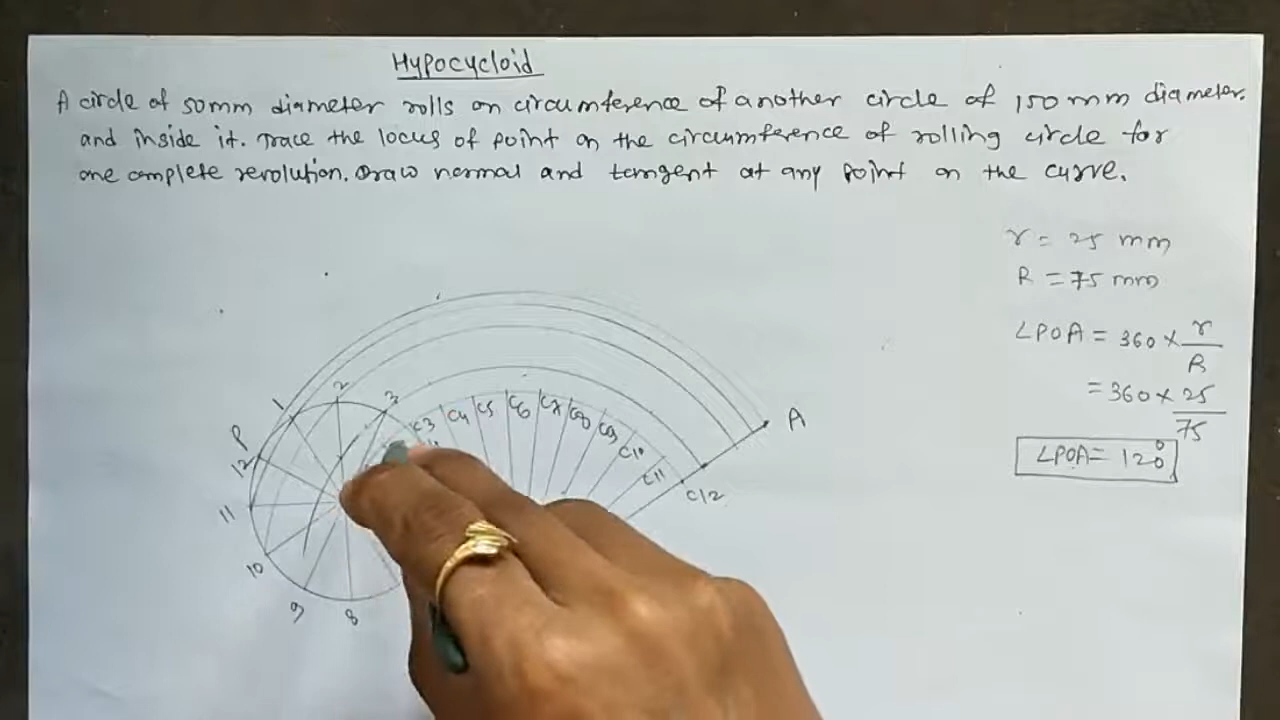 Hypocycloid
A circle of 50mm diameter rolls on circumference of another circle of 150mm diameter.
and inside it. Trace the locus of point on the circumference of rolling circle for
one complete revolution. Draw normal and tangent at any point on the curve.
r = 25 mm
R = 75 mm
∠POA = 360 × r/R
= 360 × 25/75
∠POA = 120°
P
1
2
3
C3
C4
C5
C6
C7
C8
C9
C10
C11
C12
A
12
11
10
9
8